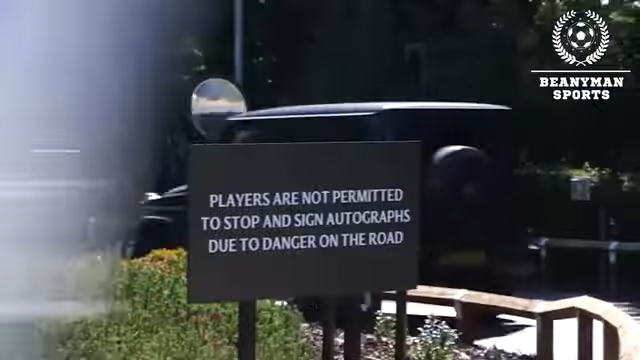 BEANYMAN
SPORTS
PLAYERS ARE NOT PERMITTED
TO STOP AND SIGN AUTOGRAPHS
DUE TO DANGER ON THE ROAD